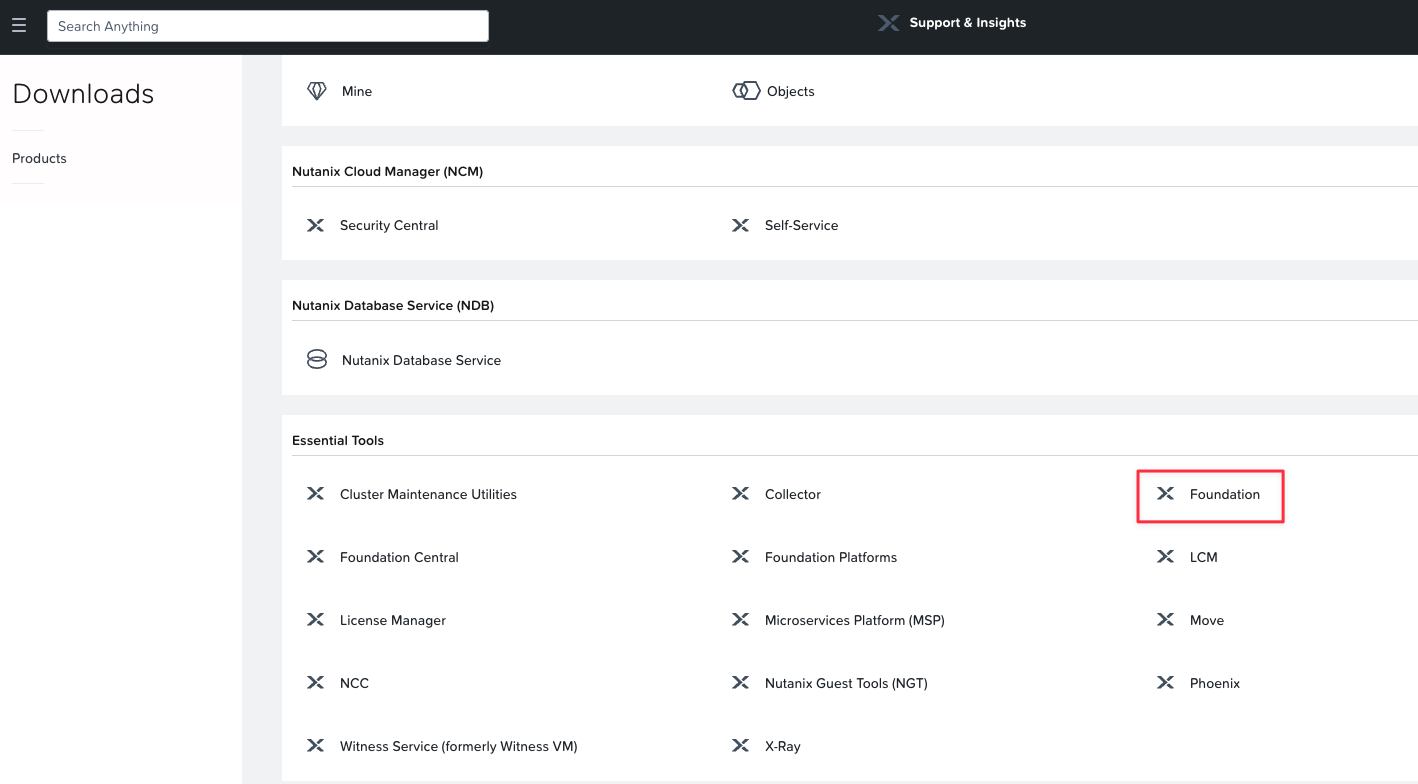 Search Anything
Support & Insights
Downloads
Products
Mine
Objects
Nutanix Cloud Manager (NCM)
Security Central
Self-Service
Nutanix Database Service (NDB)
Nutanix Database Service
Essential Tools
Cluster Maintenance Utilities
Collector
Foundation
Foundation Central
Foundation Platforms
LCM
License Manager
Microservices Platform (MSP)
Move
NCC
Nutanix Guest Tools (NGT)
Phoenix
Witness Service (formerly Witness VM)
X-Ray